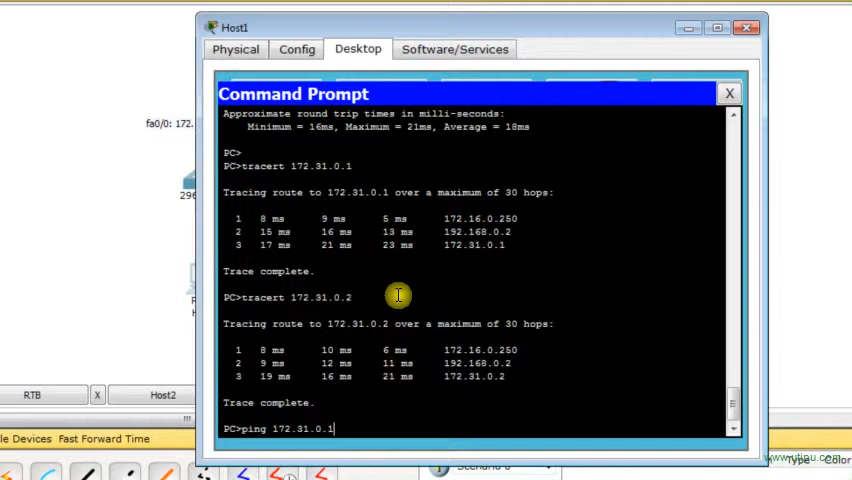 Host1
Physical Config Desktop Software/Services
Command Prompt X
fa0/0: 172.
Approximate round trip times in milli-seconds:
Minimum = 16ms, Maximum = 21ms, Average = 18ms
PC>
PC>tracert 172.31.0.1
296
Tracing route to 172.31.0.1 over a maximum of 30 hops:
1 8 ms 9 ms 5 ms 172.16.0.250
2 15 ms 16 ms 13 ms 192.168.0.2
3 17 ms 21 ms 23 ms 172.31.0.1
Trace complete.
PC>tracert 172.31.0.2
Tracing route to 172.31.0.2 over a maximum of 30 hops:
1 8 ms 10 ms 6 ms 172.16.0.250
2 9 ms 12 ms 11 ms 192.168.0.2
3 19 ms 16 ms 21 ms 172.31.0.2
Trace complete.
PC>ping 172.31.0.1
RTB X Host2
le Devices Fast Forward Time
Scenario 0
Type Color